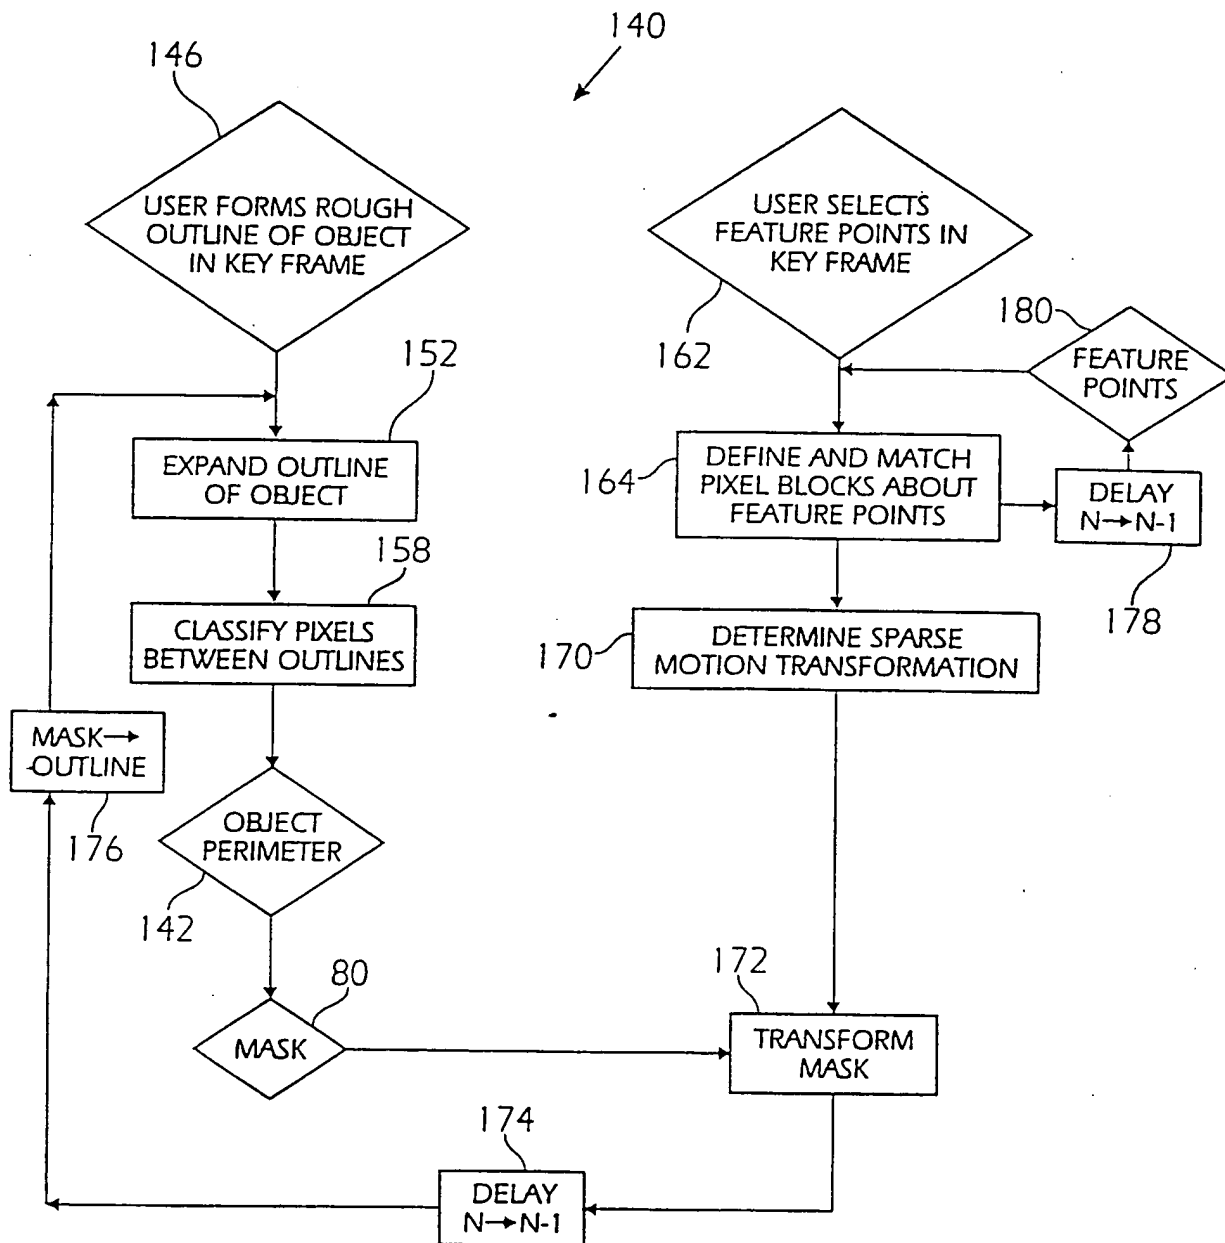 140
146
USER FORMS ROUGH
OUTLINE OF OBJECT
IN KEY FRAME
USER SELECTS
FEATURE POINTS IN
KEY FRAME
162
180
FEATURE
POINTS
152
EXPAND OUTLINE
OF OBJECT
164
DEFINE AND MATCH
PIXEL BLOCKS ABOUT
FEATURE POINTS
DELAY
N→N-1
178
158
CLASSIFY PIXELS
BETWEEN OUTLINES
170
DETERMINE SPARSE
MOTION TRANSFORMATION
MASK→
OUTLINE
176
OBJECT
PERIMETER
142
80
MASK
172
TRANSFORM
MASK
174
DELAY
N→N-1